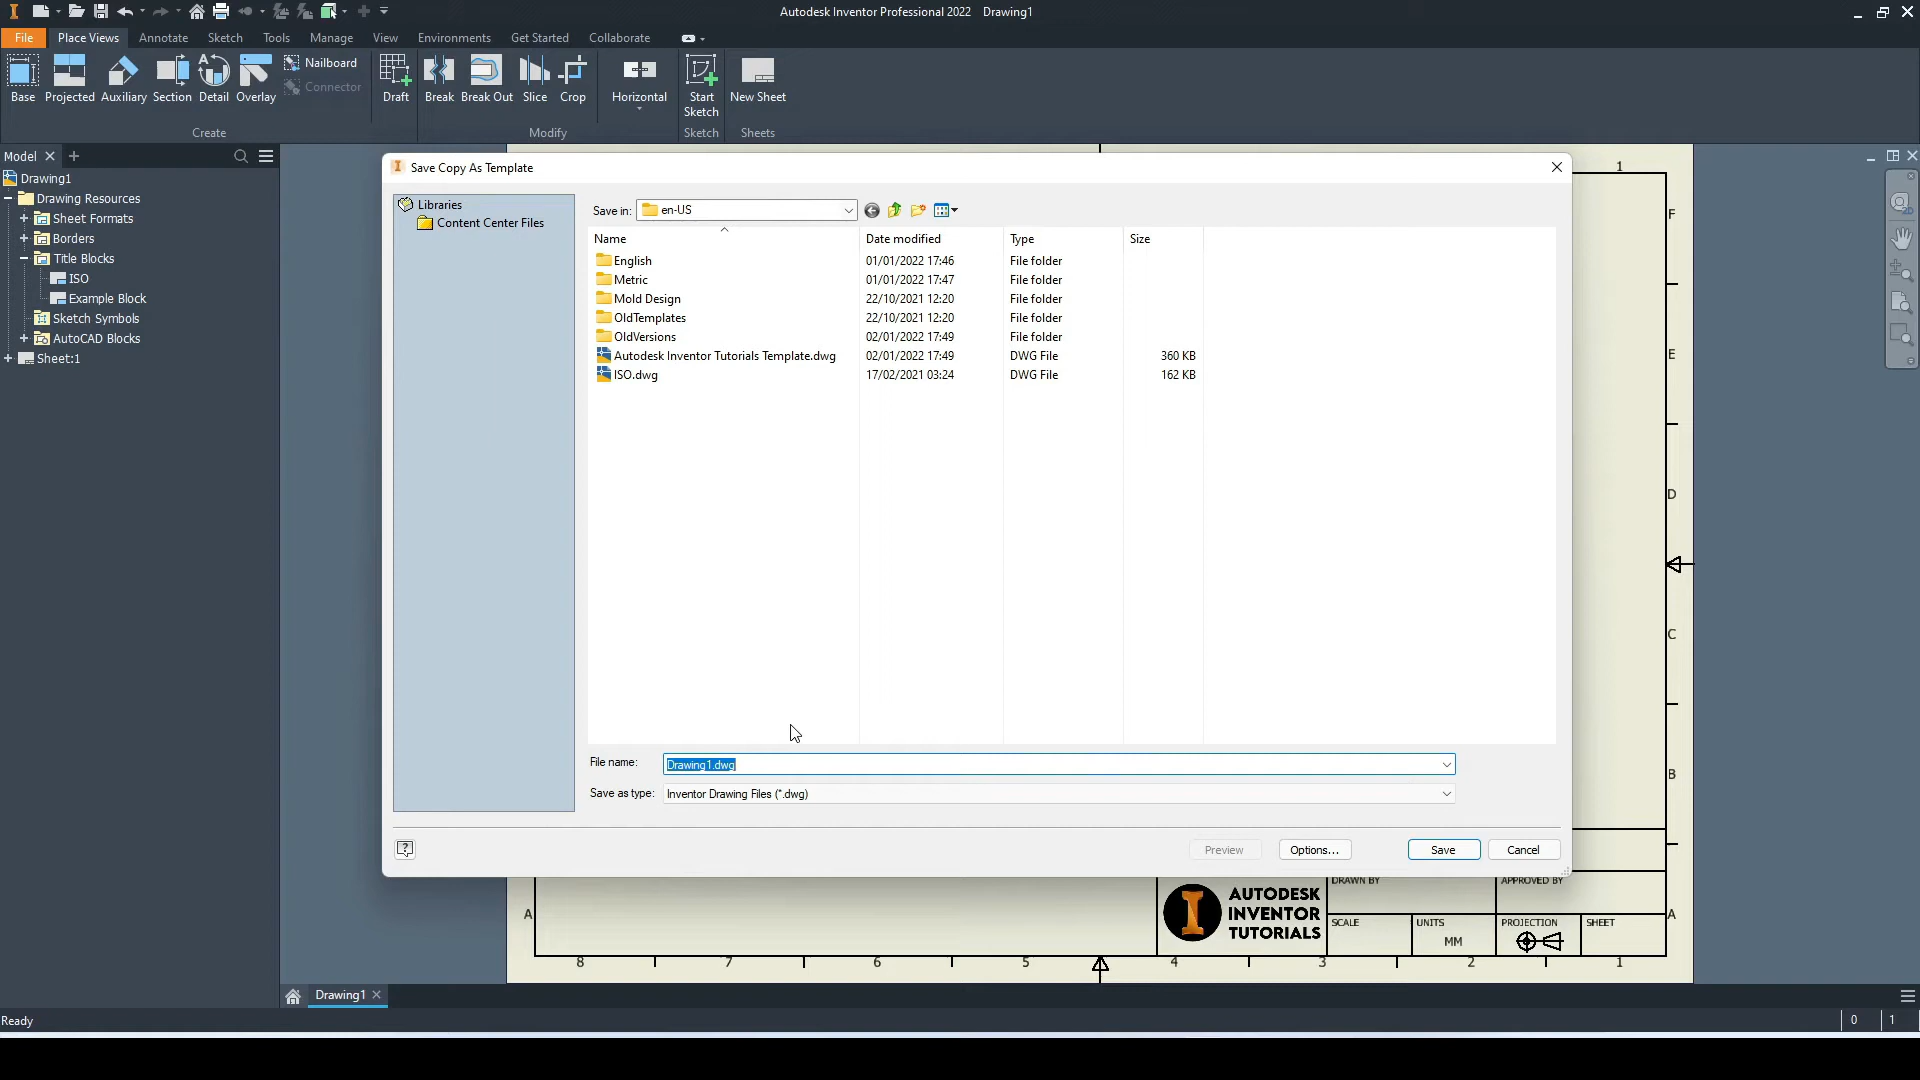 Autodesk Inventor Professional 2022 Drawing1
File Place Views Annotate Sketch Tools Manage View Environments Get Started Collaborate
Base
Projected
Auxiliary
Section
Detail
Overlay
Nailboard
Connector
Draft
Break
Break Out
Slice
Crop
Horizontal
Start Sketch
New Sheet
Create
Modify
Sketch
Sheets
Model
Drawing1
Drawing Resources
Sheet Formats
Borders
Title Blocks
ISO
Example Block
Sketch Symbols
AutoCAD Blocks
Sheet:1
Save Copy As Template
Libraries
Content Center Files
Save in: en-US
Name Date modified Type Size
English 01/01/2022 17:46 File folder
Metric 01/01/2022 17:47 File folder
Mold Design 22/10/2021 12:20 File folder
OldTemplates 22/10/2021 12:20 File folder
OldVersions 02/01/2022 17:49 File folder
Autodesk Inventor Tutorials Template.dwg 02/01/2022 17:49 DWG File 360 KB
ISO.dwg 17/02/2021 03:24 DWG File 162 KB
File name: Drawing1.dwg
Save as type: Inventor Drawing Files (*.dwg)
Preview Options... Save Cancel
1
F
E
D
C
B
A
A
AUTODESK
INVENTOR
TUTORIALS
DRAWN BY
APPROVED BY
SCALE
UNITS
MM
PROJECTION
SHEET
8 7 6 5 4 3 2 1
Drawing1
Ready
0 1